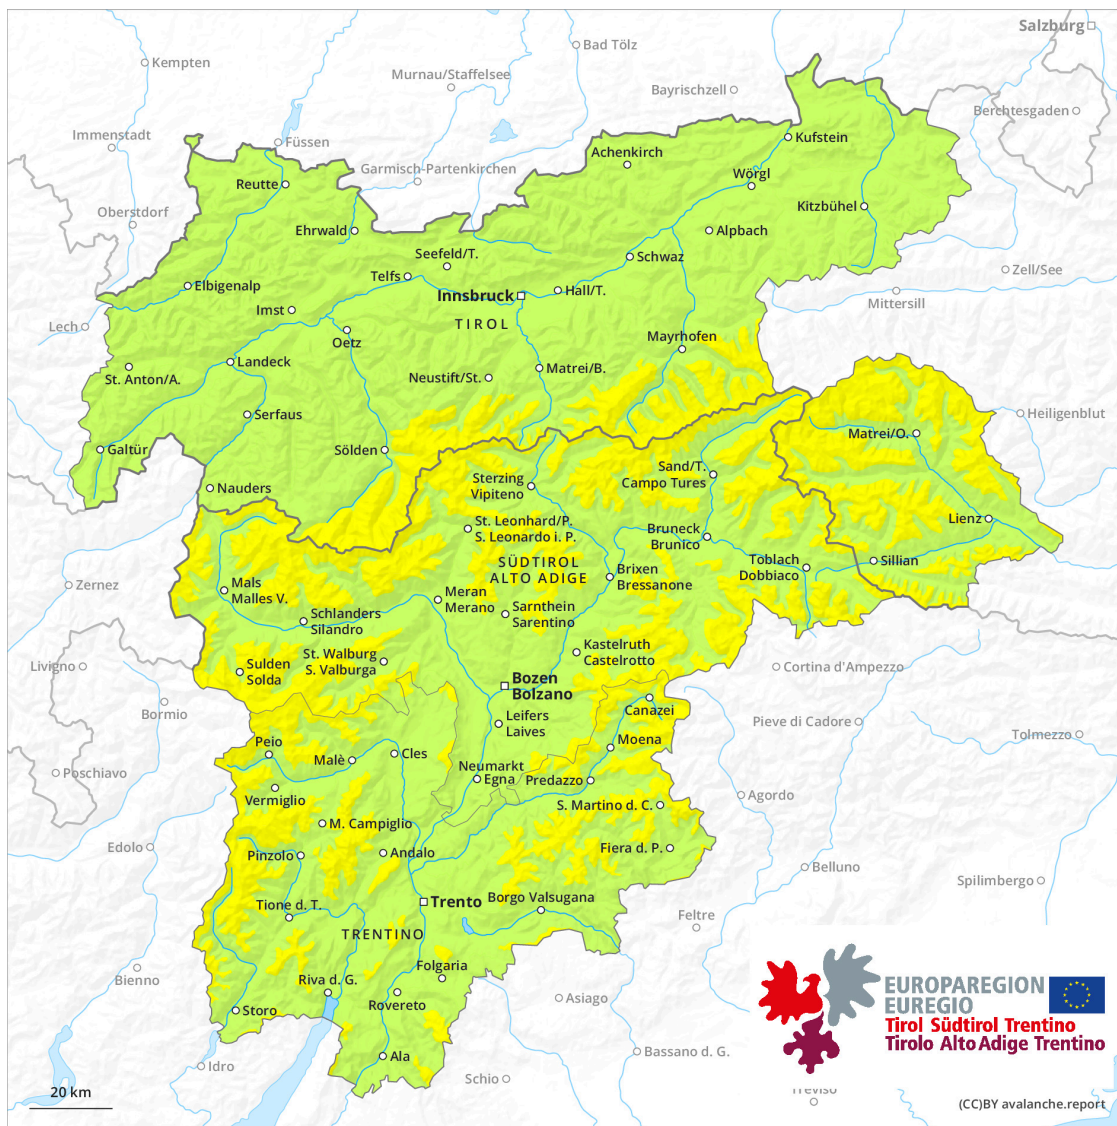 Salzburg
Bad Tölz
Kempten
Murnau/Staffelsee
Bayrischzell
Berchtesgaden
Immenstadt
Füssen
Kufstein
Achenkirch
Garmisch-Partenkirchen
Wörgl
Reutte
Oberstdorf
Kitzbühel
Ehrwald
Alpbach
Seefeld/T.
Schwaz
Telfs
Zell/See
Elbigenalp
Hall/T.
Innsbruck
Mittersill
Imst
TIROL
Lech
Oetz
Mayrhofen
Landeck
Matrei/B.
St. Anton/A.
Neustift/St.
Serfaus
Heiligenblut
Matrei/O.
Galtür
Sölden
Sand/T.
Campo Tures
Sterzing
Vipiteno
Nauders
Lienz
St. Leonhard/P.
S. Leonardo i. P.
Bruneck
Brunico
SÜDTIROL
ALTO ADIGE
Toblach
Dobbiaco
Sillian
Brixen
Bressanone
Zernez
Mals
Malles V.
Meran
Merano
Schlanders
Silandro
Sarnthein
Sarentino
Kastelruth
Castelrotto
St. Walburg
S. Valburga
Livigno
Sulden
Solda
Cortina d'Ampezzo
Bozen
Bolzano
Bormio
Canazei
Leifers
Laives
Pieve di Cadore
Tolmezzo
Peio
Moena
Cles
Malè
Poschiavo
Neumarkt
Egna
Predazzo
Vermiglio
Agordo
S. Martino d. C.
M. Campiglio
Edolo
Pinzolo
Andalo
Fiera d. P.
Belluno
Spilimbergo
Borgo Valsugana
Trento
Tione d. T.
Feltre
TRENTINO
Folgaria
Bienno
Riva d. G.
Rovereto
Asiago
Storo
EUROPAREGION
EUREGIO
Tirol Südtirol Trentino
Tirolo Alto Adige Trentino
Ala
Bassano d. G.
Idro
Schio
Treviso
20 km
(CC)BY avalanche.report